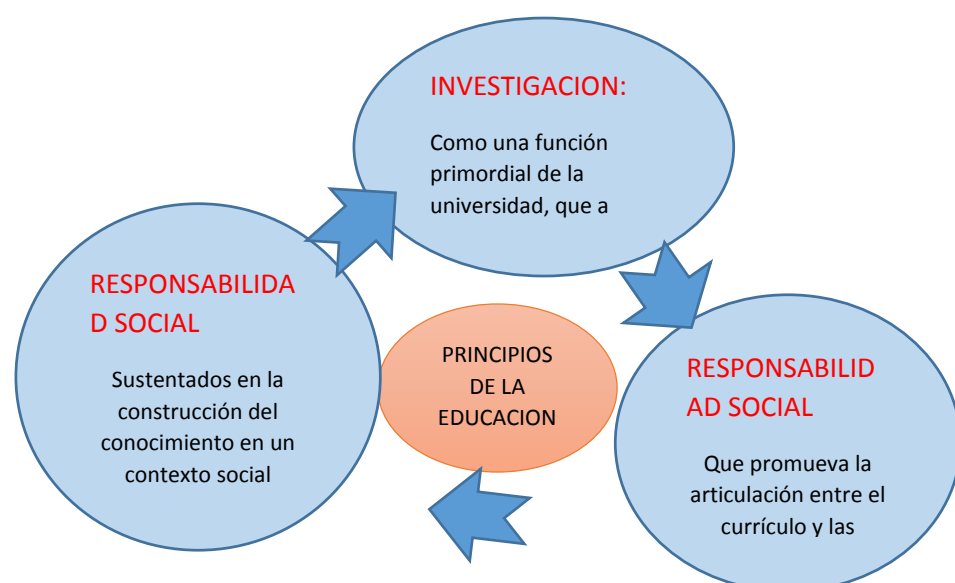 INVESTIGACION:
Como una función
primordial de la
universidad, que a
RESPONSABILIDA
D SOCIAL
Sustentados en la
construcción del
conocimiento en un
contexto social
PRINCIPIOS
DE LA
EDUCACION
RESPONSABILID
AD SOCIAL
Que promueva la
articulación entre el
currículo y las